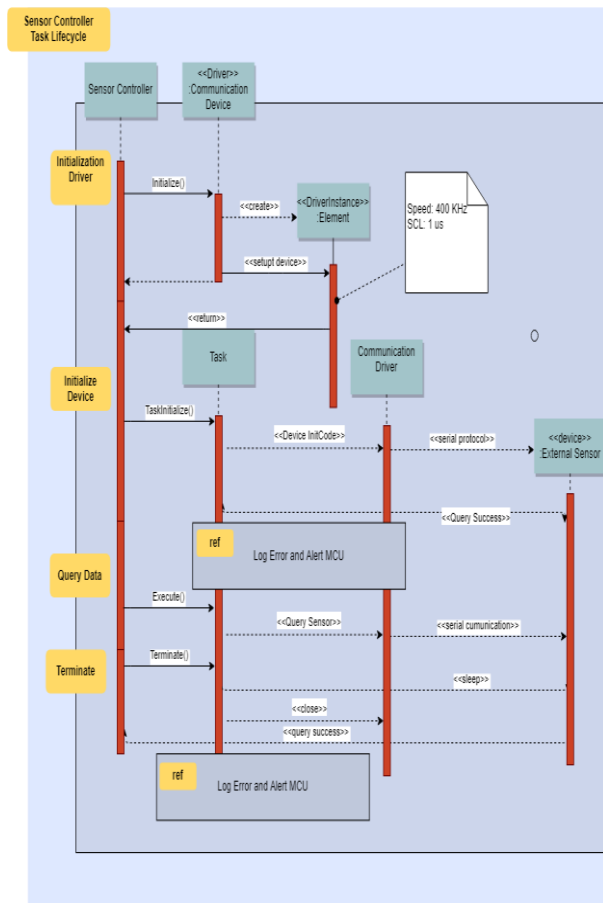 Sensor Controller
Task Lifecycle
Sensor Controller
<<Driver>>
:Communication
Device
Initialization
Driver
Initialize()
<<create>>
<<DriverInstance>>
:Element
Speed: 400 KHz
SCL: 1 us
<<setupt device>>
<<return>>
Task
Communication
Driver
Initialize
Device
TaskInitialize()
<<Device InitCode>>
<<serial protocol>>
<<device>>
:External Sensor
<<Query Success>>
ref
Log Error and Alert MCU
Query Data
Execute()
<<Query Sensor>>
<<serial cumunication>>
Terminate
Terminate()
<<sleep>>
<<close>>
<<query success>>
ref
Log Error and Alert MCU